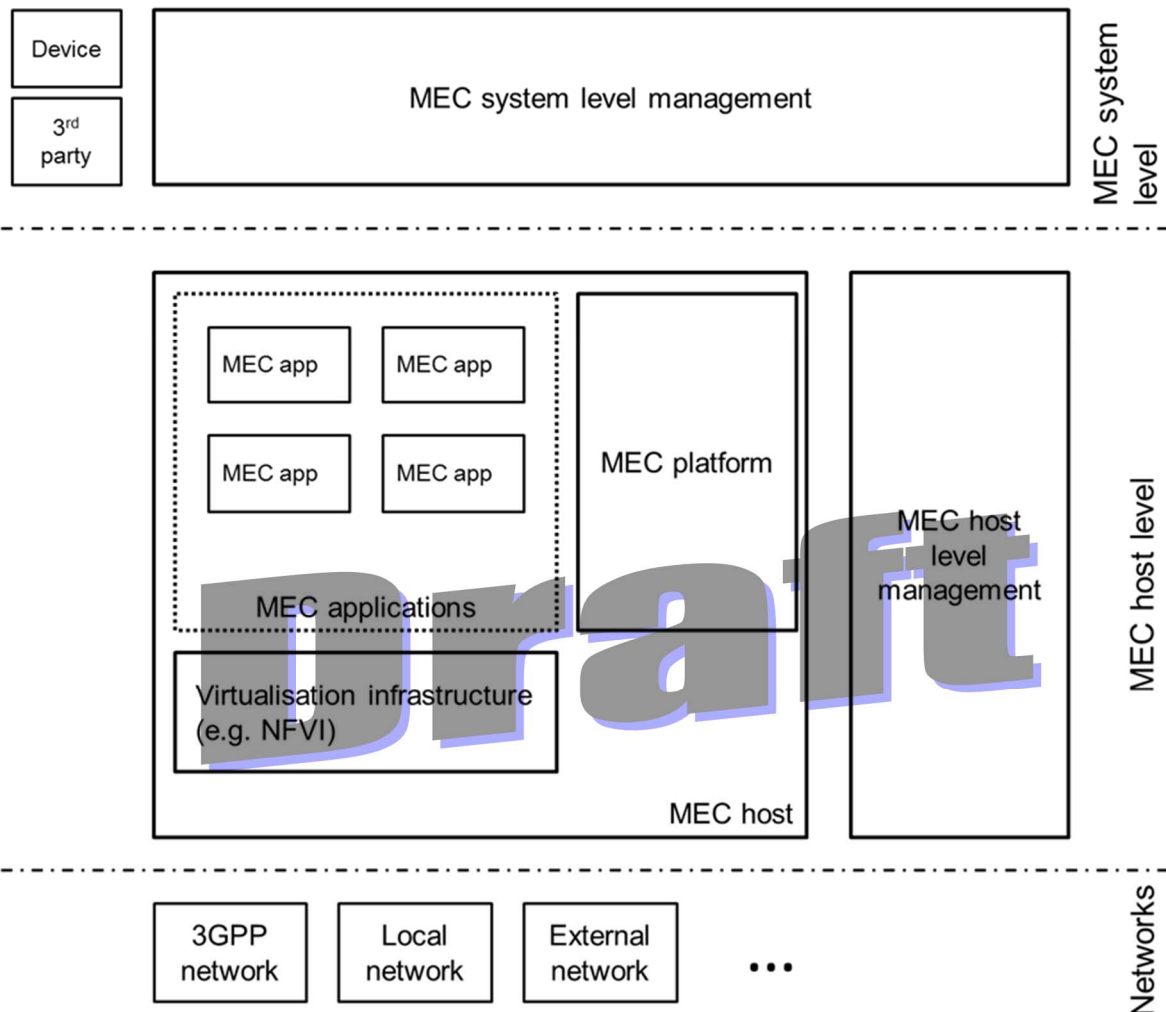 Device
3rd
party
MEC system level management
MEC system
level
MEC app
MEC app
MEC app
MEC app
MEC applications
MEC platform
Virtualisation infrastructure
(e.g. NFVI)
MEC host
MEC host
level
management
MEC host level
Draft
3GPP
network
Local
network
External
network
...
Networks